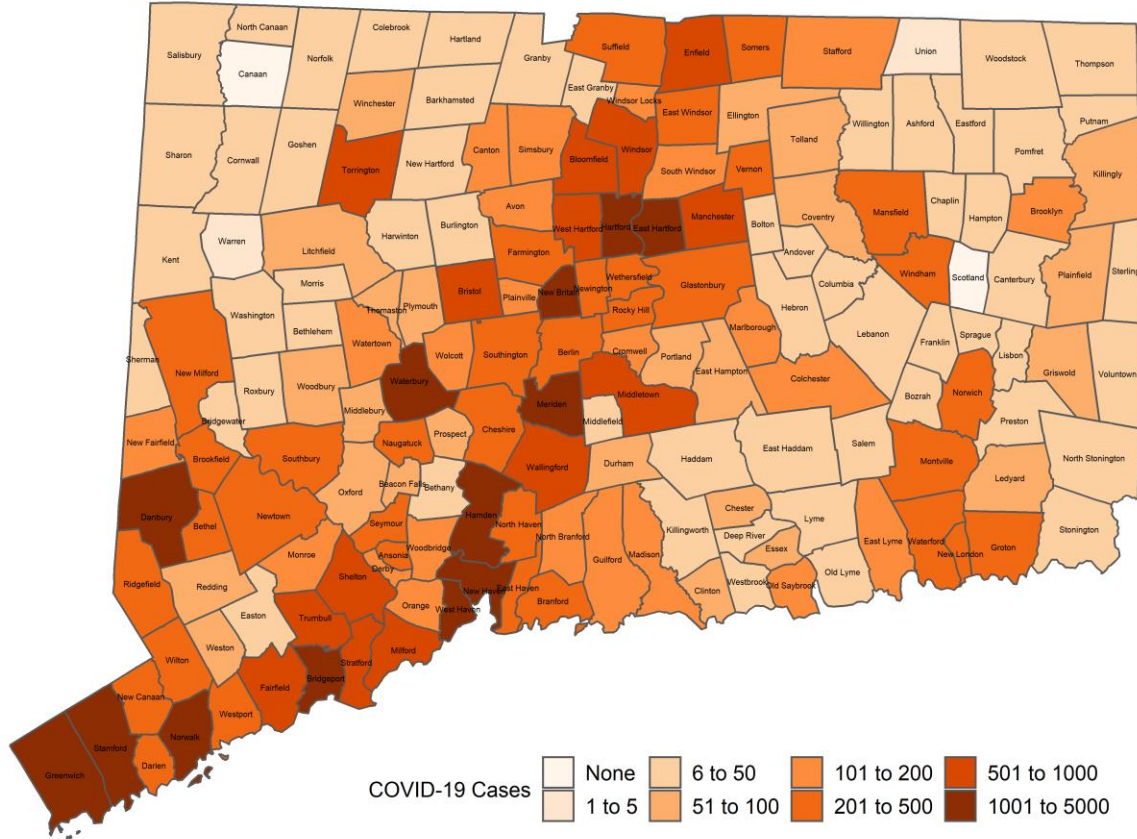 North Canaan
Colebrook
Hartland
Salisbury
Canaan
Norfolk
Granby
Suffield
Enfield
Somers
Stafford
Union
Woodstock
Thompson
East Granby
Windsor Locks
Winchester
Barkhamsted
East Windsor
Ellington
Willington
Ashford
Eastford
Putnam
Sharon
Cornwall
Goshen
Torrington
New Hartford
Canton
Simsbury
Bloomfield
Windsor
South Windsor
Tolland
Vernon
Pomfret
Killingly
Kent
Warren
Litchfield
Harwinton
Burlington
Avon
West Hartford
Hartford
East Hartford
Manchester
Bolton
Coventry
Mansfield
Chaplin
Hampton
Brooklyn
Farmington
Andover
Columbia
Windham
Scotland
Canterbury
Plainfield
Sterling
Morris
Washington
Bethlehem
Thomaston
Plymouth
Bristol
Plainville
New Britain
Newington
Wethersfield
Glastonbury
Rocky Hill
Marlborough
Hebron
Lebanon
Franklin
Sprague
Lisbon
Griswold
Voluntown
Sherman
New Milford
Roxbury
Woodbury
Watertown
Waterbury
Wolcott
Southington
Berlin
Cromwell
Portland
East Hampton
Colchester
Bozrah
Norwich
Preston
Bridgewater
Middlebury
Naugatuck
Prospect
Cheshire
Meriden
Middlefield
Middletown
New Fairfield
Brookfield
Southbury
Oxford
Beacon Falls
Bethany
Wallingford
Durham
Haddam
East Haddam
Salem
Montville
Ledyard
North Stonington
Danbury
Bethel
Newtown
Seymour
Hamden
North Haven
North Branford
Guilford
Madison
Killingworth
Chester
Deep River
Essex
Lyme
East Lyme
Waterford
New London
Groton
Stonington
Ridgefield
Redding
Monroe
Ansonia
Derby
Woodbridge
Shelton
Orange
New Haven
West Haven
East Haven
Branford
Clinton
Westbrook
Old Saybrook
Old Lyme
Easton
Weston
Wilton
Trumbull
Stratford
Milford
Fairfield
Bridgeport
New Canaan
Westport
Norwalk
Darien
Stamford
Greenwich
COVID-19 Cases
None
6 to 50
101 to 200
501 to 1000
1 to 5
51 to 100
201 to 500
1001 to 5000